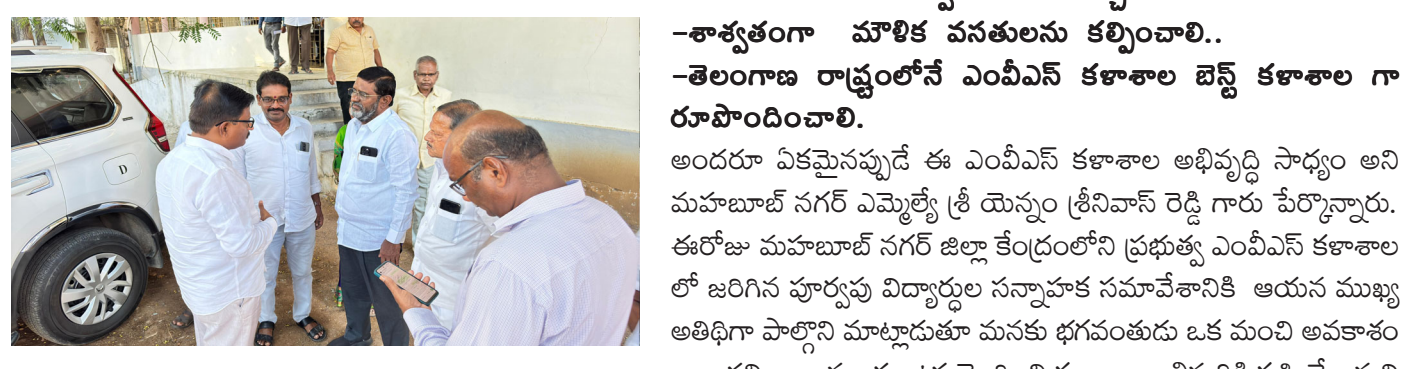 -శాశ్వతంగా మౌళిక వసతులను కల్పించాలి..
-తెలంగాణ రాష్ట్రంలోనే ఎంవీఎస్ కళాశాల బెస్ట్ కళాశాల గా
రూపొందించాలి.
అందరూ ఏకమైనప్పుడే ఈ ఎంవీఎస్ కళాశాల అభివృద్ధి సాధ్యం అని
మహబూబ్ నగర్ ఎమ్మెల్యే శ్రీ యెన్నం శ్రీనివాస్ రెడ్డి గారు పేర్కొన్నారు.
ఈరోజు మహబూబ్ నగర్ జిల్లా కేంద్రంలోని ప్రభుత్వ ఎంవీఎస్ కళాశాల
లో జరిగిన పూర్వపు విద్యార్ధుల సన్నాహక సమావేశానికి ఆయన ముఖ్య
అతిథిగా పాల్గొని మాట్లాడుతూ మనకు భగవంతుడు ఒక మంచి అవకాశం